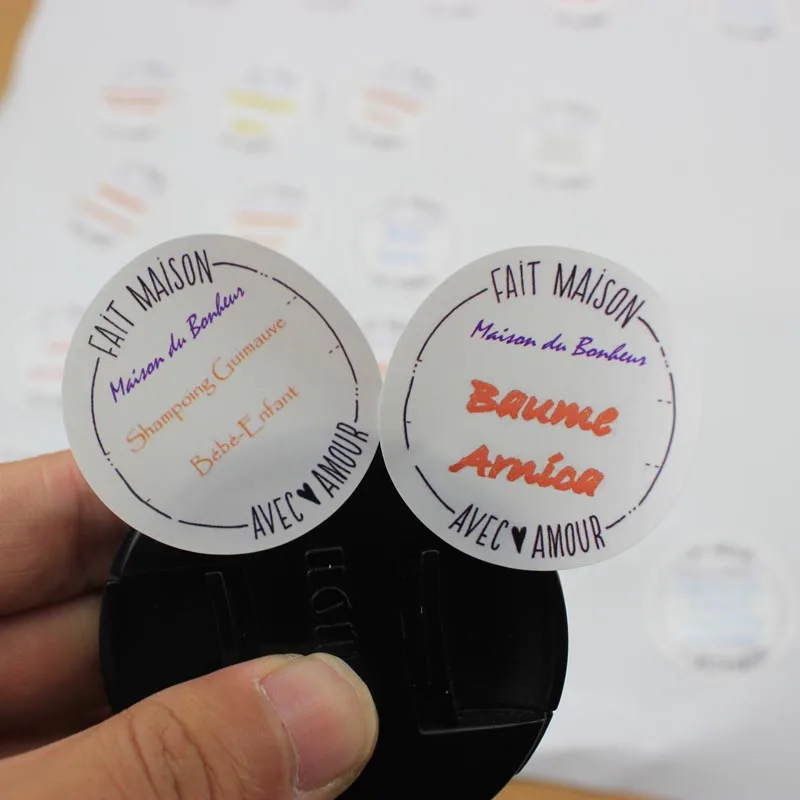 FAiT MAiSON
Maison du Bonheur
Shampoing Guimauve
Bébé-Enfant
AVEC♥AMOUR
FAiT MAiSON
Maison du Bonheur
Baume
Arnica
AVEC♥AMOUR